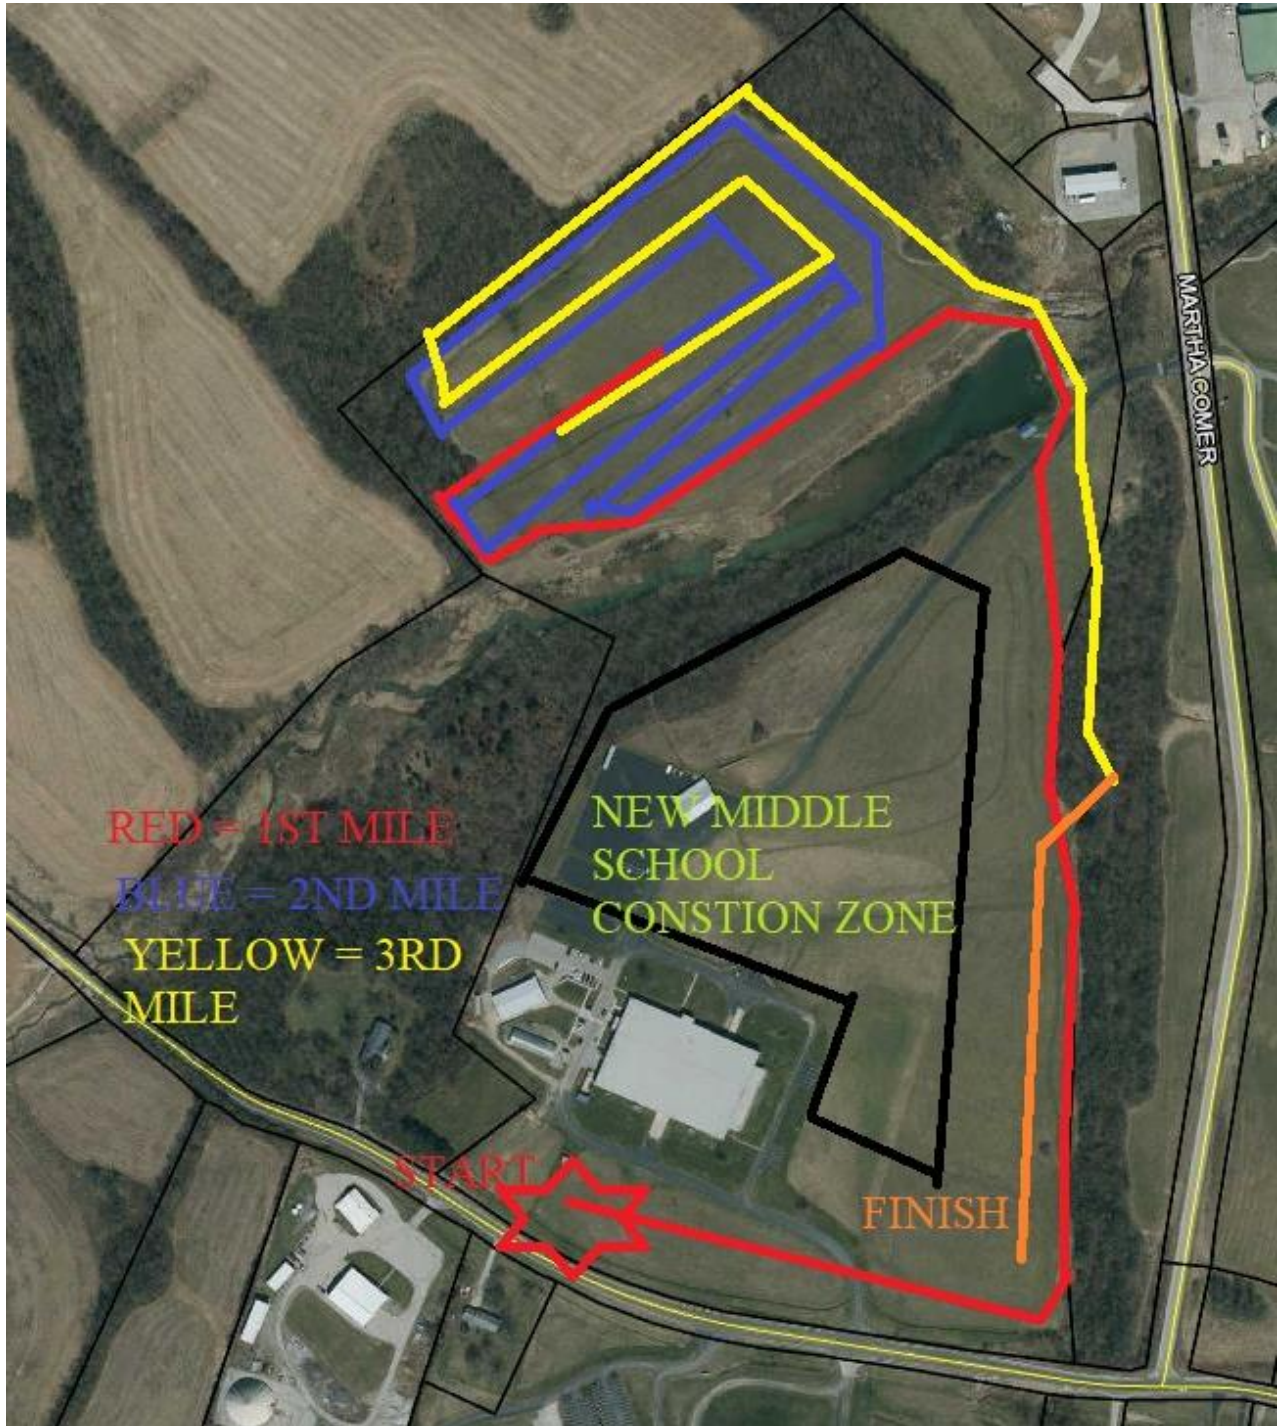 MARTHA COMER
RED = 1ST MILE
BLUE = 2ND MILE
YELLOW = 3RD
MILE
NEW MIDDLE
SCHOOL
CONSTION ZONE
START
FINISH